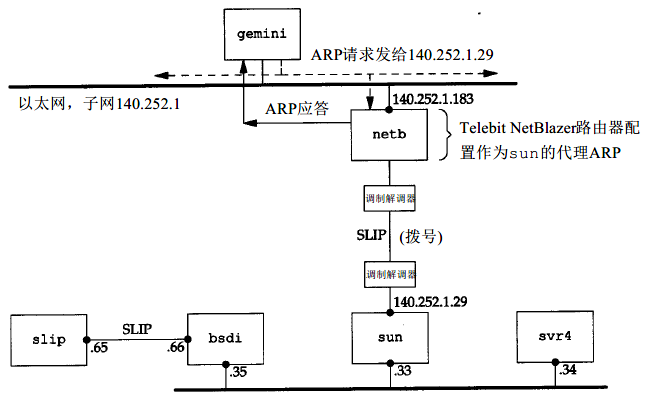 gemini
ARP请求发给140.252.1.29
以太网，子网140.252.1
ARP应答
140.252.1.183
netb
Telebit NetBlazer路由器配
置作为sun的代理ARP
调制解调器
SLIP (拨号)
调制解调器
140.252.1.29
slip
SLIP
bsdi
sun
svr4
.65
.66
.35
.33
.34